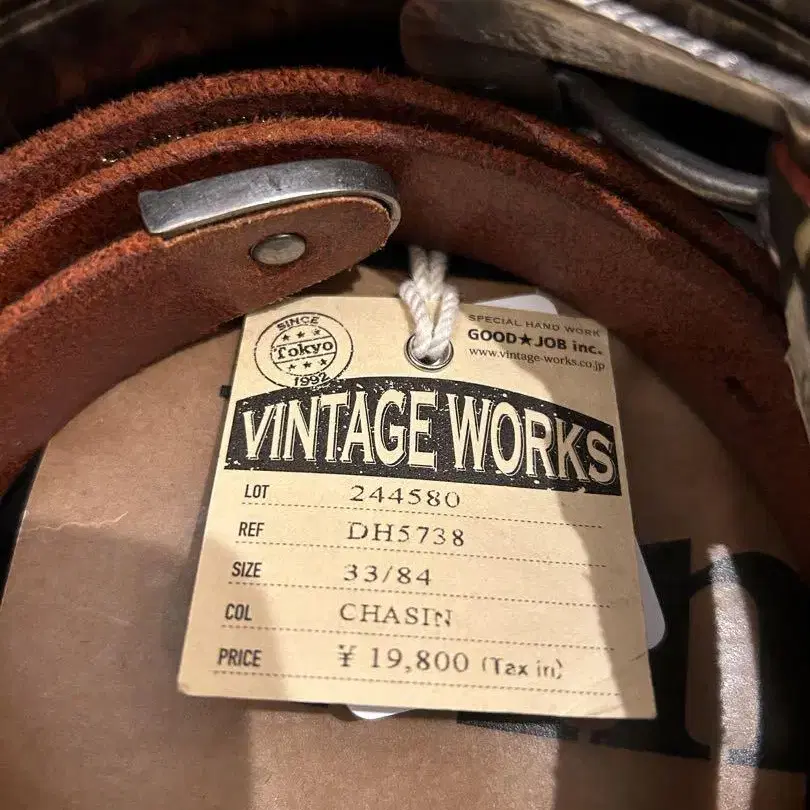 SINCE
Tokyo
1992
SPECIAL HAND WORK
GOOD★JOB inc.
www.vintage-works.co.jp
VINTAGE WORKS
LOT 244580
REF DH5738
SIZE 33/84
COL CHASIN
PRICE ¥ 19,800 (Tax in)